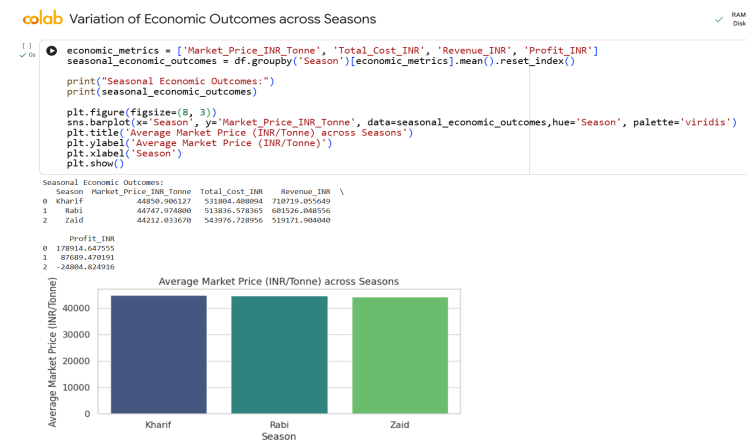 colab Variation of Economic Outcomes across Seasons
RAM
Disk
[ ]
✓ 0s
economic_metrics = ['Market_Price_INR_Tonne', 'Total_Cost_INR', 'Revenue_INR', 'Profit_INR']
seasonal_economic_outcomes = df.groupby('Season')[economic_metrics].mean().reset_index()
print("Seasonal Economic Outcomes:")
print(seasonal_economic_outcomes)
plt.figure(figsize=(8, 3))
sns.barplot(x='Season', y='Market_Price_INR_Tonne', data=seasonal_economic_outcomes,hue='Season', palette='viridis')
plt.title('Average Market Price (INR/Tonne) across Seasons')
plt.ylabel('Average Market Price (INR/Tonne)')
plt.xlabel('Season')
plt.show()
Seasonal Economic Outcomes:
Season Market_Price_INR_Tonne Total_Cost_INR Revenue_INR \
0 Kharif 44850.906127 531804.408094 710719.055649
1 Rabi 44747.974800 513836.578365 601526.048556
2 Zaid 44212.033670 543976.728956 519171.904040
Profit_INR
0 178914.647555
1 87689.470191
2 -24804.824916
Average Market Price (INR/Tonne) across Seasons
Average Market Price (INR/Tonne)
40000
30000
20000
10000
0
Kharif Rabi Zaid
Season